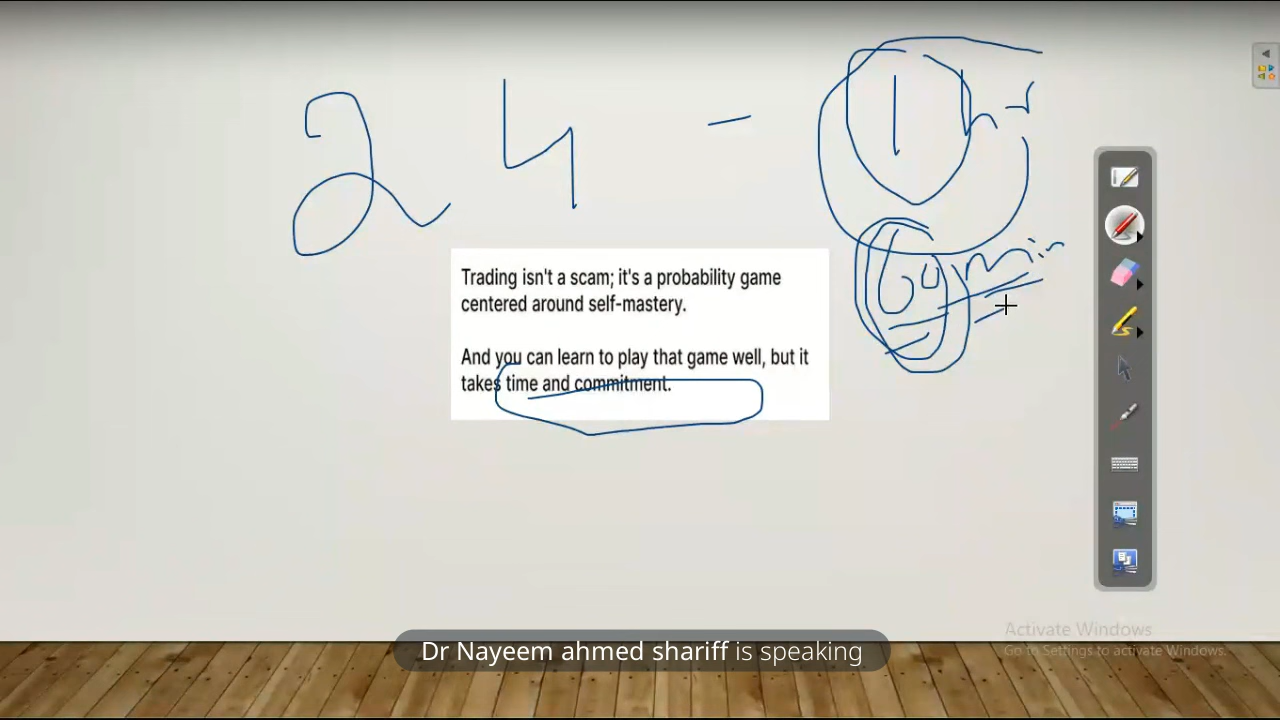 24 - 1 hr
60 min
Trading isn't a scam; it's a probability game
centered around self-mastery.
And you can learn to play that game well, but it
takes time and commitment.
Activate Windows
Go to Settings to activate Windows.
Dr Nayeem ahmed shariff is speaking